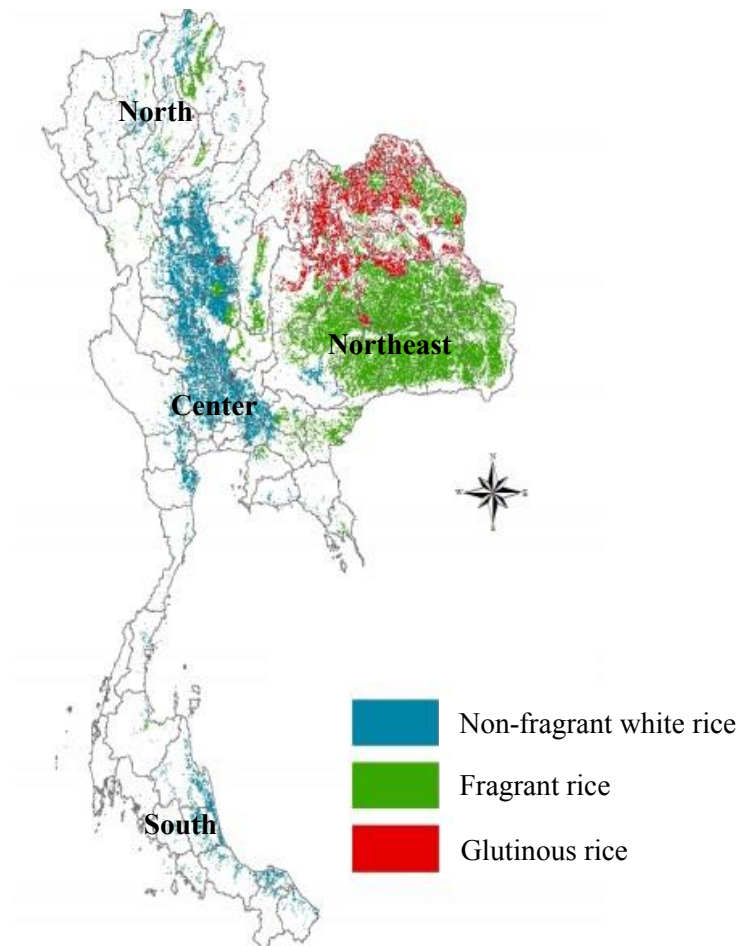 North
Northeast
Center
N
W
E
S
Non-fragrant white rice
Fragrant rice
South
Glutinous rice